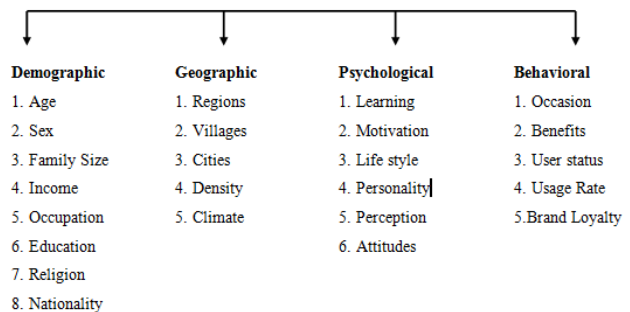 Demographic Geographic Psychological Behavioral
1. Age 1. Regions 1. Learning 1. Occasion
2. Sex 2. Villages 2. Motivation 2. Benefits
3. Family Size 3. Cities 3. Life style 3. User status
4. Income 4. Density 4. Personality 4. Usage Rate
5. Occupation 5. Climate 5. Perception 5.Brand Loyalty
6. Education 6. Attitudes
7. Religion
8. Nationality